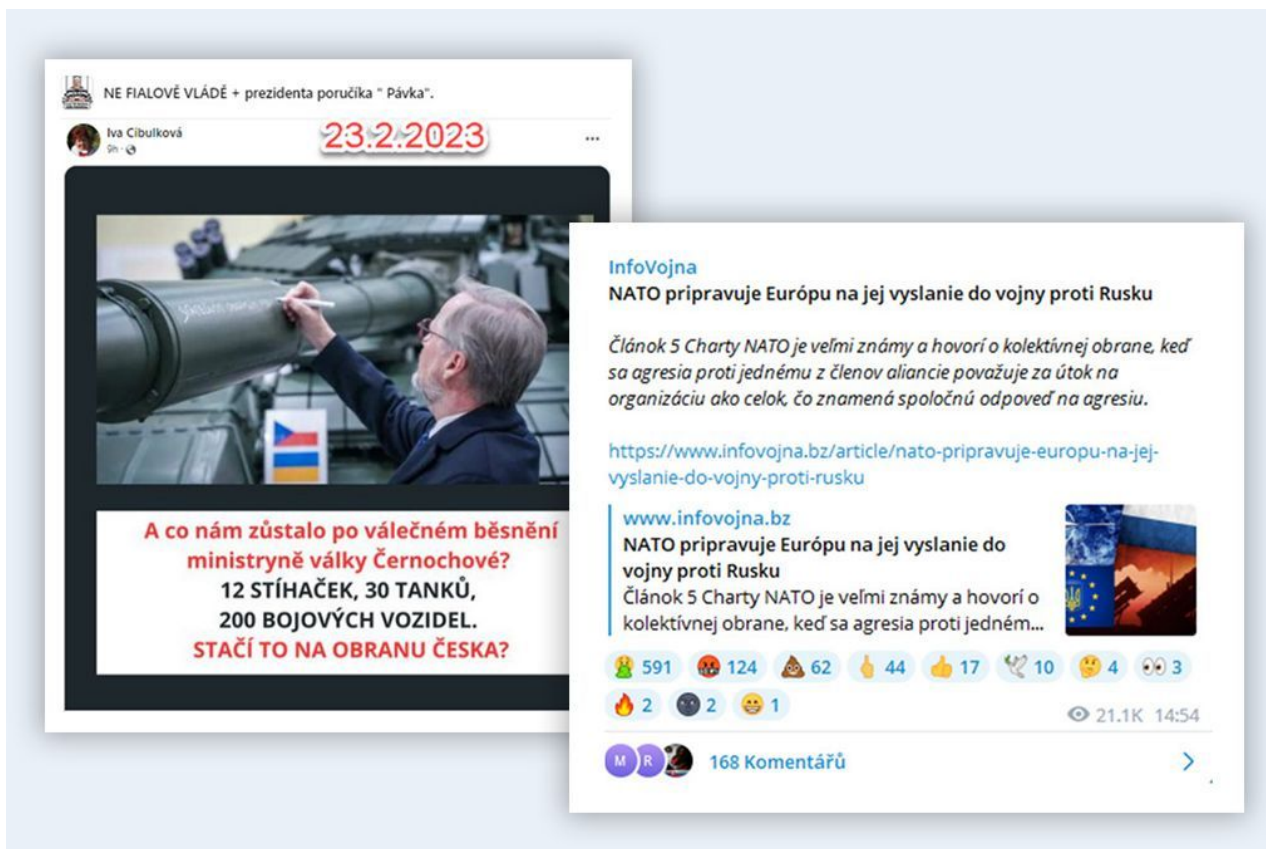 NE FIALOVĚ VLÁDĚ + prezidenta poručíka " Pávka".
Iva Cibulková
23.2.2023
9h
A co nám zůstalo po válečném běsnění
ministryně války Černochové?
12 STÍHAČEK, 30 TANKŮ,
200 BOJOVÝCH VOZIDEL.
STAČÍ TO NA OBRANU ČESKA?
InfoVojna
NATO pripravuje Európu na jej vyslanie do vojny proti Rusku
Článok 5 Charty NATO je veľmi známy a hovorí o kolektívnej obrane, keď
sa agresia proti jednému z členov aliancie považuje za útok na
organizáciu ako celok, čo znamená spoločnú odpoveď na agresiu.
https://www.infovojna.bz/article/nato-pripravuje-europu-na-jej-
vyslanie-do-vojny-proti-rusku
www.infovojna.bz
NATO pripravuje Európu na jej vyslanie do
vojny proti Rusku
Článok 5 Charty NATO je veľmi známy a hovorí o
kolektívnej obrane, keď sa agresia proti jedném...
591 124 62 44 17 10 4 3
2 2 1
21.1K 14:54
M R
168 Komentářů